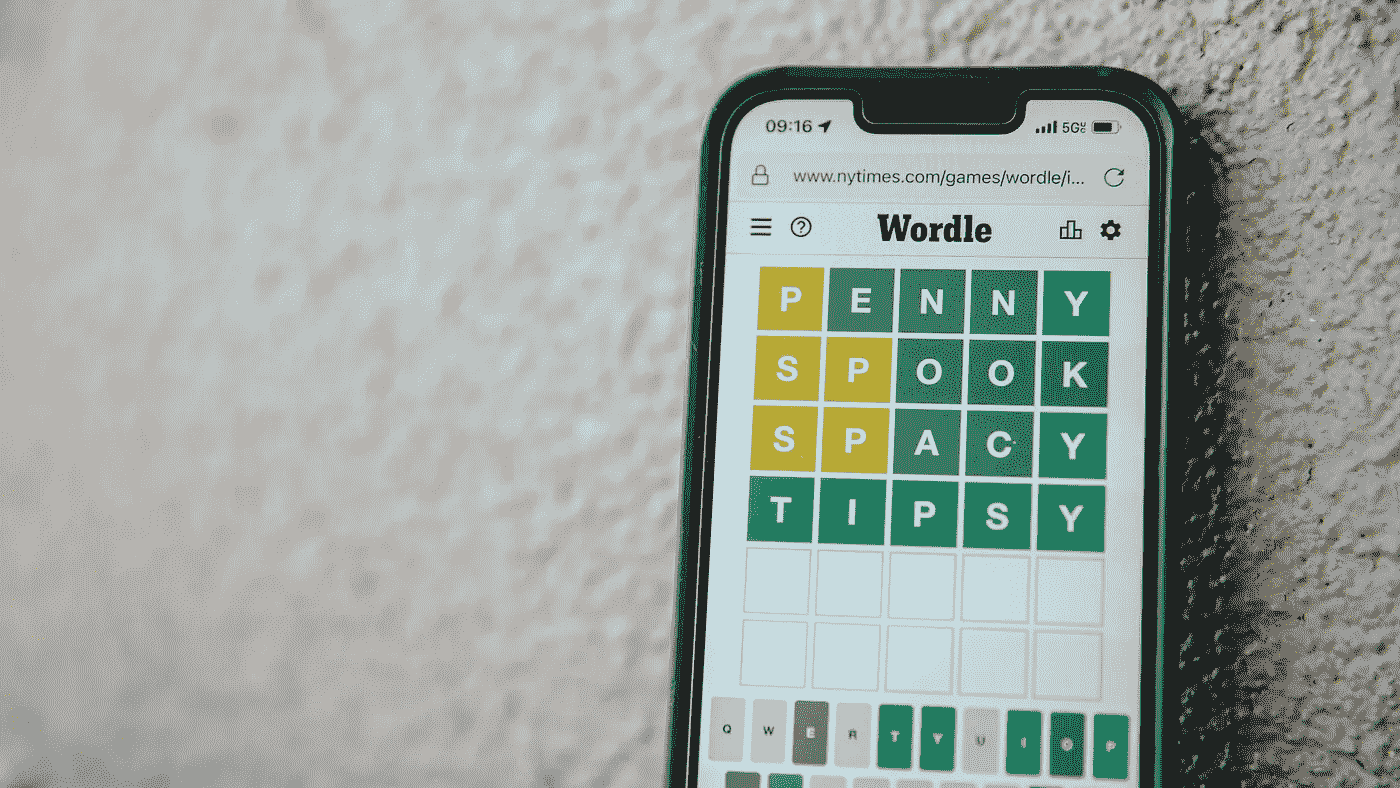 09:16 5G
www.nytimes.com/games/wordle/i...
Wordle
P E N N Y
S P O O K
S P A C Y
T I P S Y
Q W E R T Y U I O P